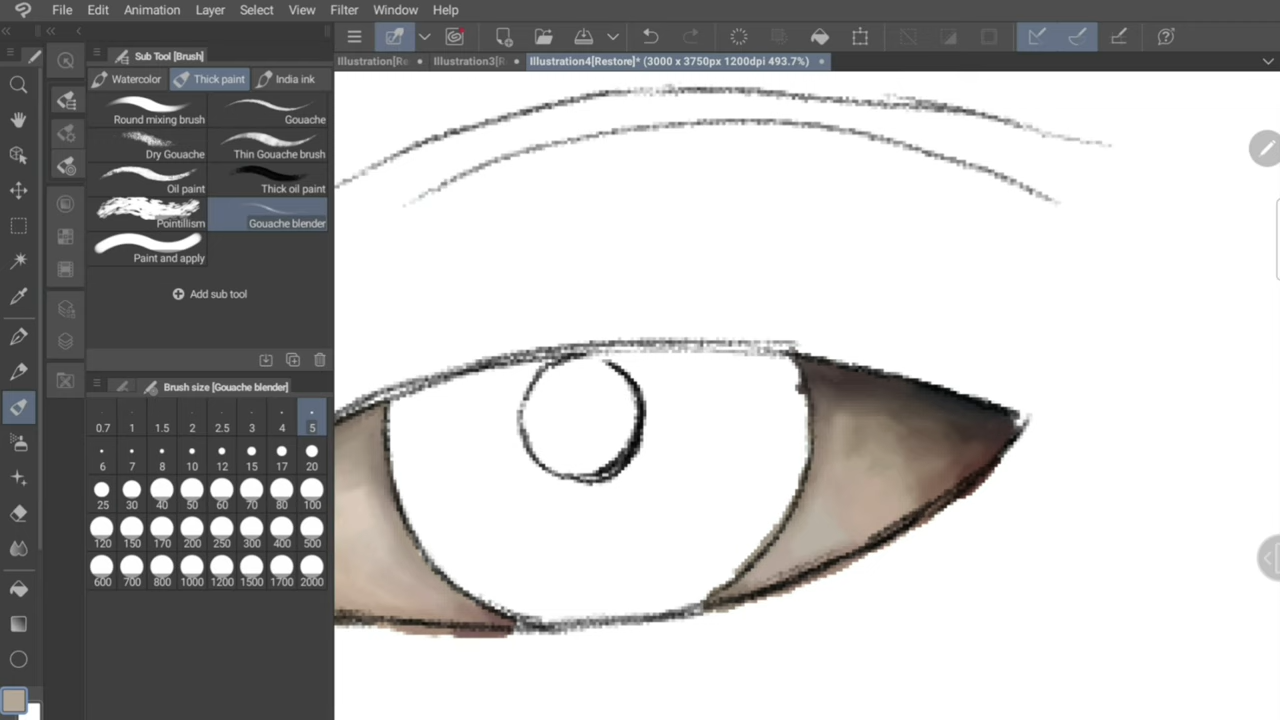 File Edit Animation Layer Select View Filter Window Help
Sub Tool [Brush]
Illustration[Re Illustration3[R Illustration4[Restore]* (3000 x 3750px 1200dpi 493.7%)
Watercolor Thick paint India ink
Round mixing brush Gouache
Dry Gouache Thin Gouache brush
Oil paint Thick oil paint
Pointillism Gouache blender
Paint and apply
Add sub tool
Brush size [Gouache blender]
0.7 1 1.5 2 2.5 3 4 5
6 7 8 10 12 15 17 20
25 30 40 50 60 70 80 100
120 150 170 200 250 300 400 500
600 700 800 1000 1200 1500 1700 2000